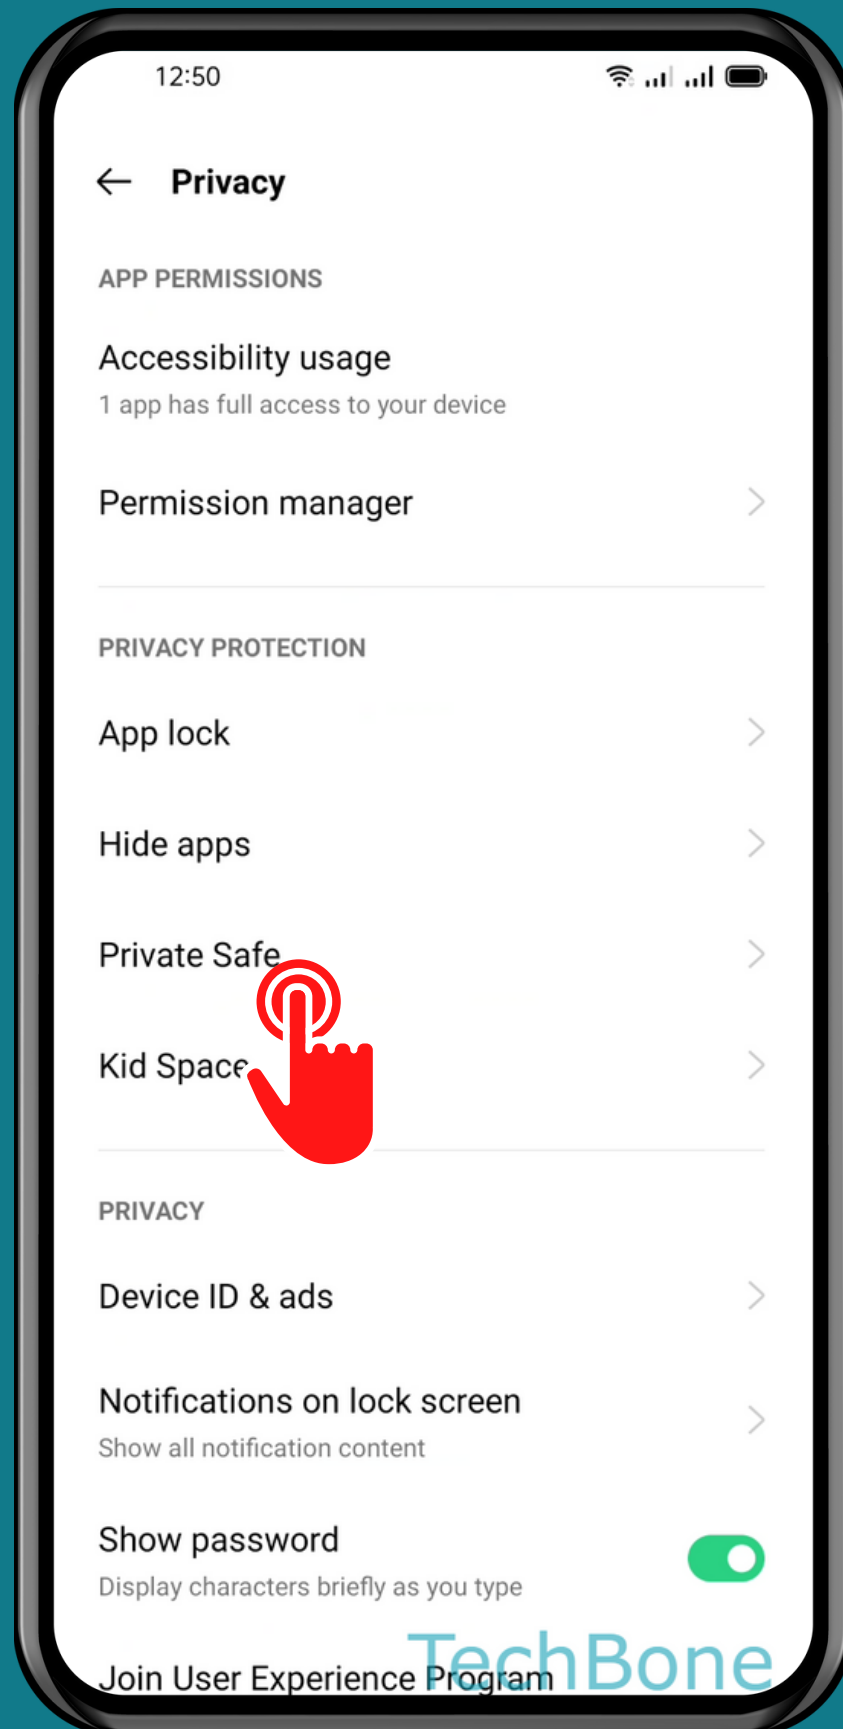 12:50
Privacy
APP PERMISSIONS
Accessibility usage
1 app has full access to your device
Permission manager
PRIVACY PROTECTION
App lock
Hide apps
Private Safe
Kid Space
PRIVACY
Device ID & ads
Notifications on lock screen
Show all notification content
Show password
Display characters briefly as you type
Join User Experience Program
TechBone